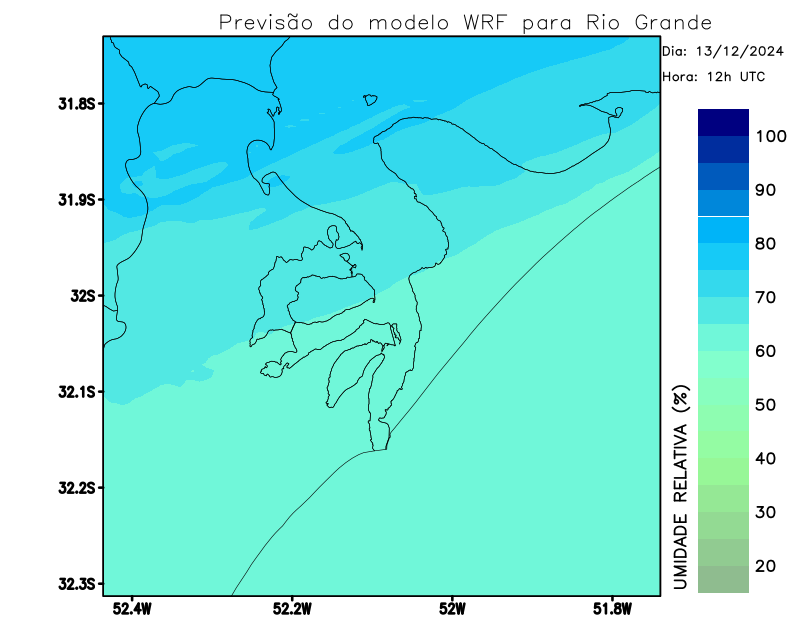 Previsão do modelo WRF para Rio Grande
Dia: 13/12/2024
Hora: 12h UTC
31.8S
31.9S
32S
32.1S
32.2S
32.3S
52.4W
52.2W
52W
51.8W
100
90
80
70
60
50
40
30
20
UMIDADE RELATIVA (%)